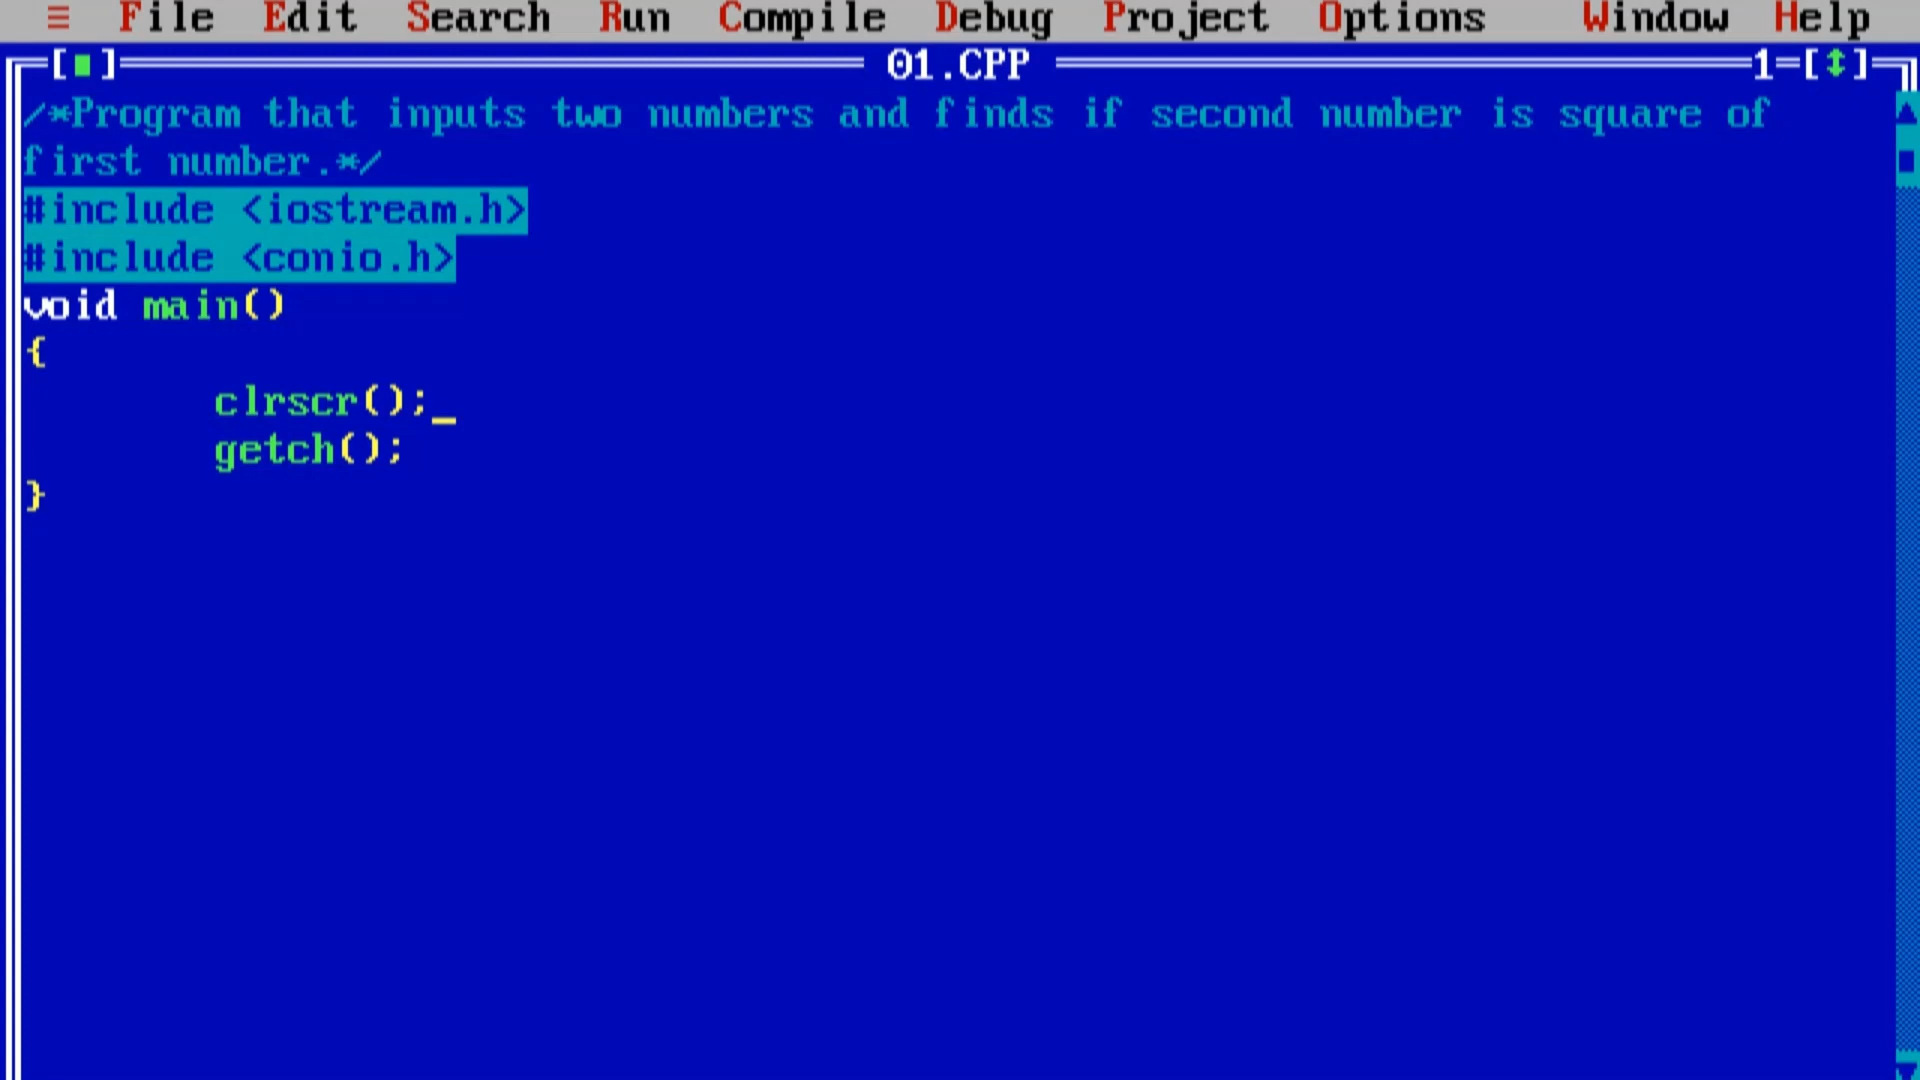 ≡ File Edit Search Run Compile Debug Project Options Window Help
[■] 01.CPP 1=[↕]
/*Program that inputs two numbers and finds if second number is square of
first number.*/
#include <iostream.h>
#include <conio.h>
void main()
{
clrscr();_
getch();
}